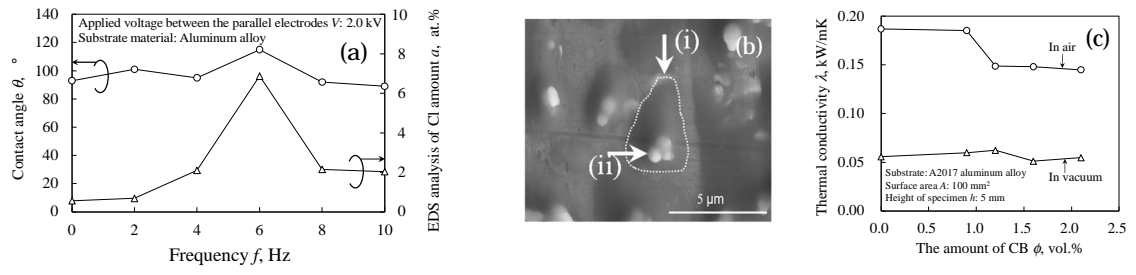 Applied voltage between the parallel electrodes V: 2.0 kV
Substrate material: Aluminum alloy
(a)
Contact angle θ, °
140
120
100
80
60
40
20
0
0 2 4 6 8 10
Frequency f, Hz
10
8
6
4
2
0
EDS analysis of Cl amount a, at.%
(i)
(b)
(ii)
5 μm
(c)
Thermal conductivity λ, kW/mK
0.20
0.15
0.10
0.05
0.00
In air
In vacuum
Substrate: A2017 aluminum alloy
Surface area A: 100 mm²
Height of specimen h: 5 mm
0.0 0.5 1.0 1.5 2.0 2.5
The amount of CB ϕ, vol.%